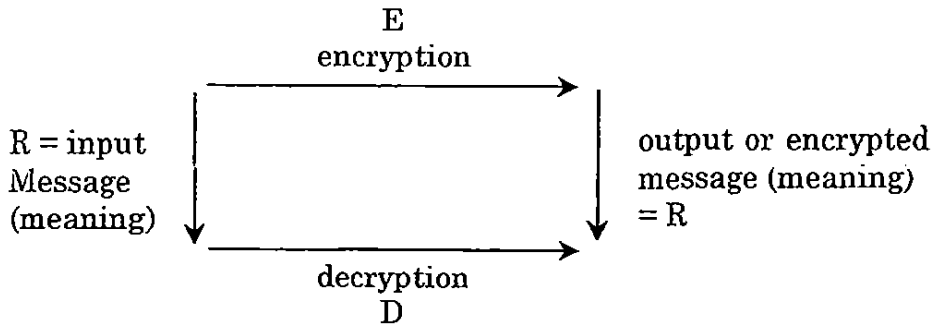 E
encryption
R = input
Message
(meaning)
output or encrypted
message (meaning)
= R
decryption
D